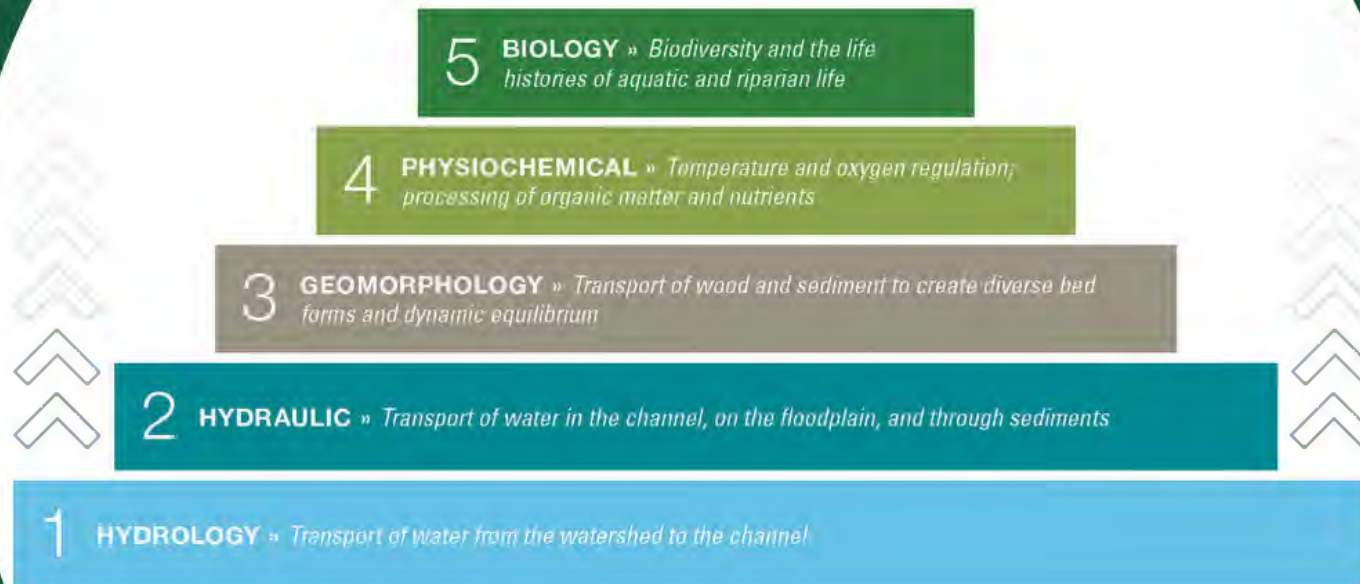 5 BIOLOGY » Biodiversity and the life
histories of aquatic and riparian life
4 PHYSIOCHEMICAL » Temperature and oxygen regulation;
processing of organic matter and nutrients
3 GEOMORPHOLOGY » Transport of wood and sediment to create diverse bed
forms and dynamic equilibrium
2 HYDRAULIC » Transport of water in the channel, on the floodplain, and through sediments
1 HYDROLOGY » Transport of water from the watershed to the channel